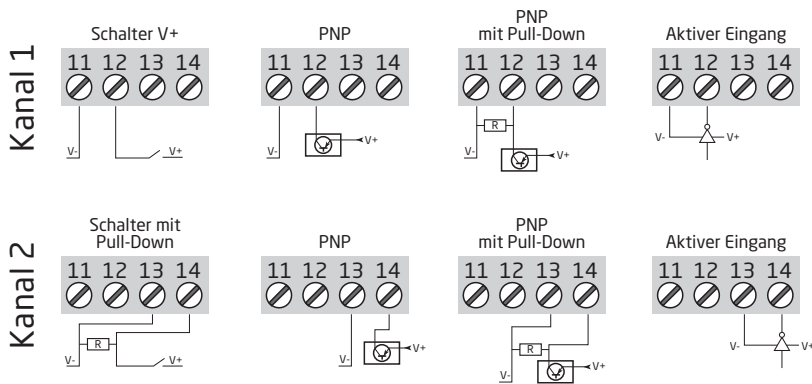 Kanal 1
Schalter V+
11 12 13 14
V-
V+
PNP
11 12 13 14
V-
V+
PNP
mit Pull-Down
11 12 13 14
R
V-
V+
Aktiver Eingang
11 12 13 14
V-
V+
Kanal 2
Schalter mit
Pull-Down
11 12 13 14
R
V-
V+
PNP
11 12 13 14
V-
V+
PNP
mit Pull-Down
11 12 13 14
R
V-
V+
Aktiver Eingang
11 12 13 14
V-
V+